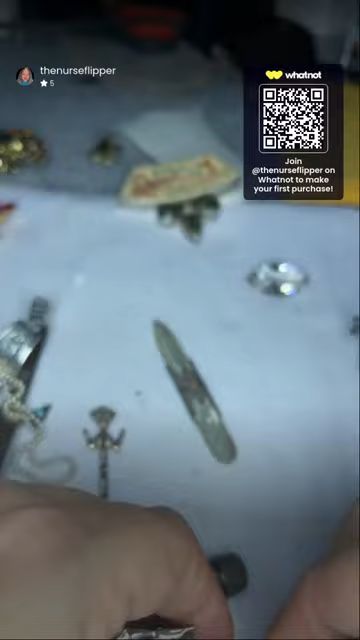 thenurseflipper
★ 5
whatnot
Join
@thenurseflipper on
Whatnot to make
your first purchase!